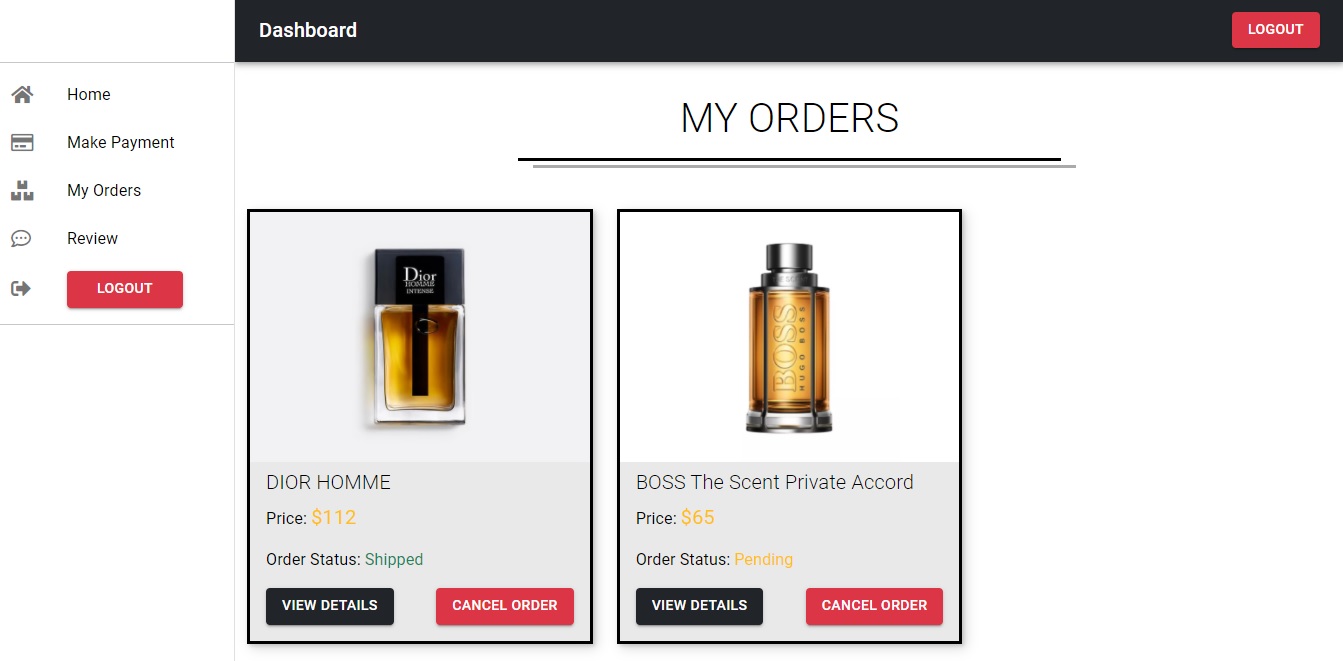 Dashboard
LOGOUT
Home
Make Payment
My Orders
Review
LOGOUT
MY ORDERS
Dior
HOMME
INTENSE
DIOR HOMME
Price: $112
Order Status: Shipped
VIEW DETAILS
CANCEL ORDER
BOSS
HUGO BOSS
BOSS The Scent Private Accord
Price: $65
Order Status: Pending
VIEW DETAILS
CANCEL ORDER